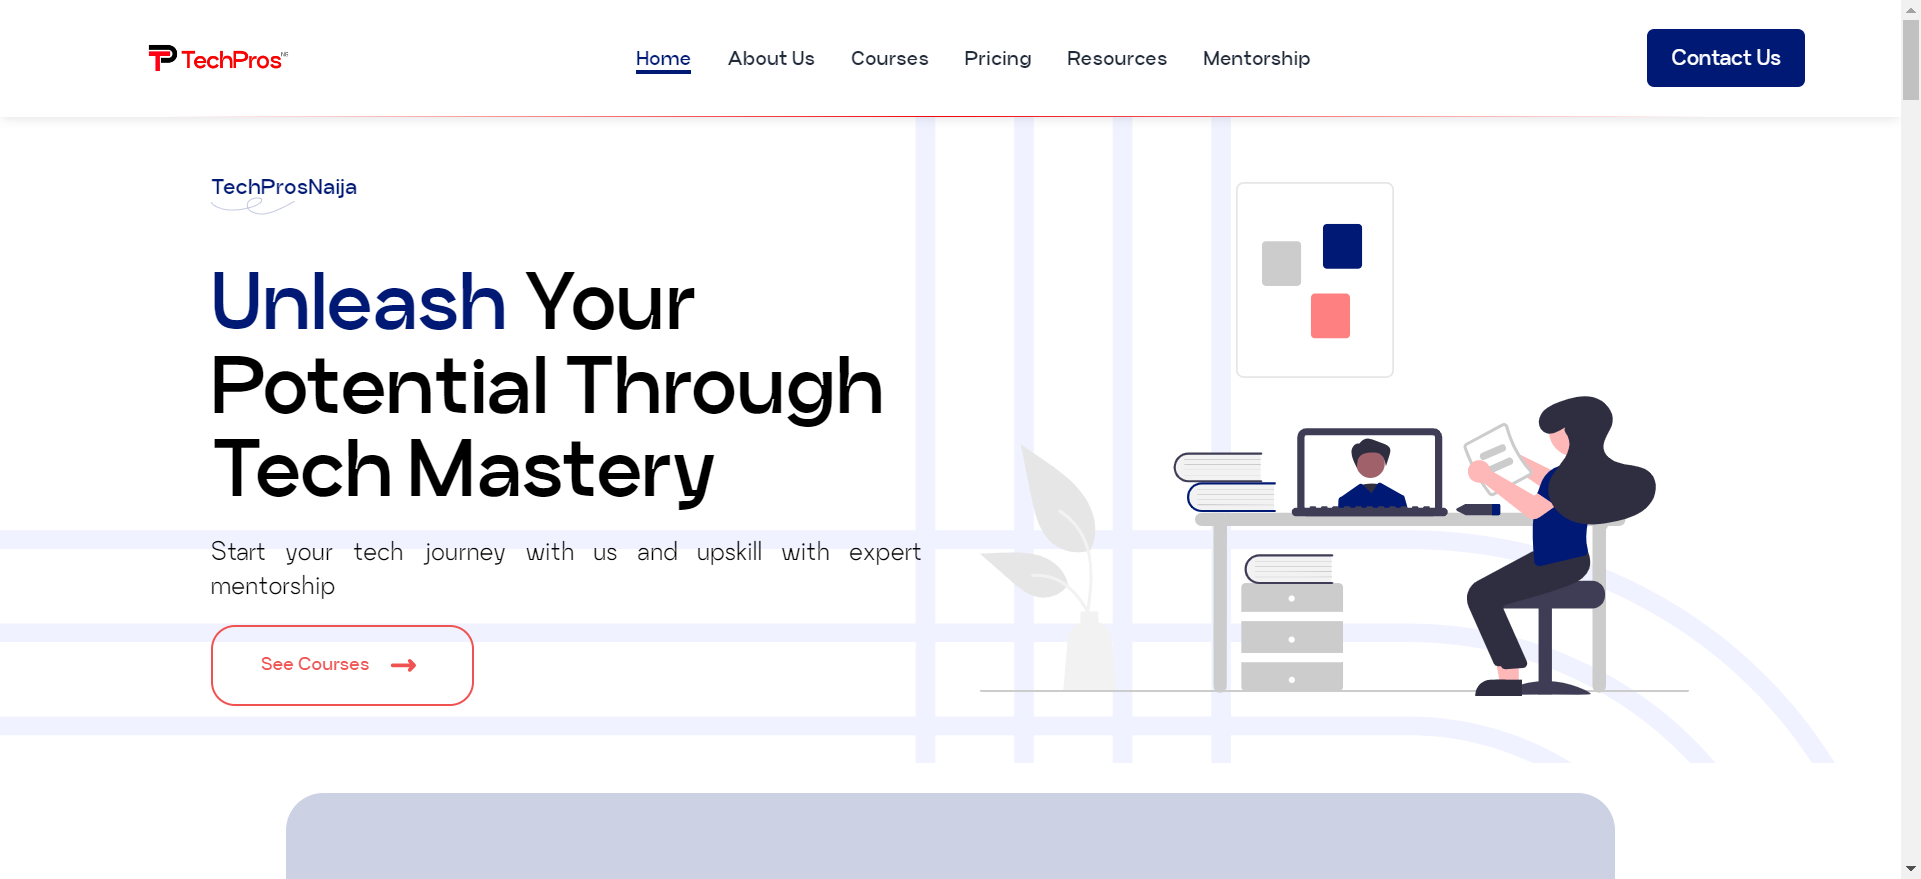 TechPros
Home
About Us
Courses
Pricing
Resources
Mentorship
Contact Us
TechProsNaija
Unleash Your
Potential Through
Tech Mastery
Start your tech journey with us and upskill with expert
mentorship
See Courses